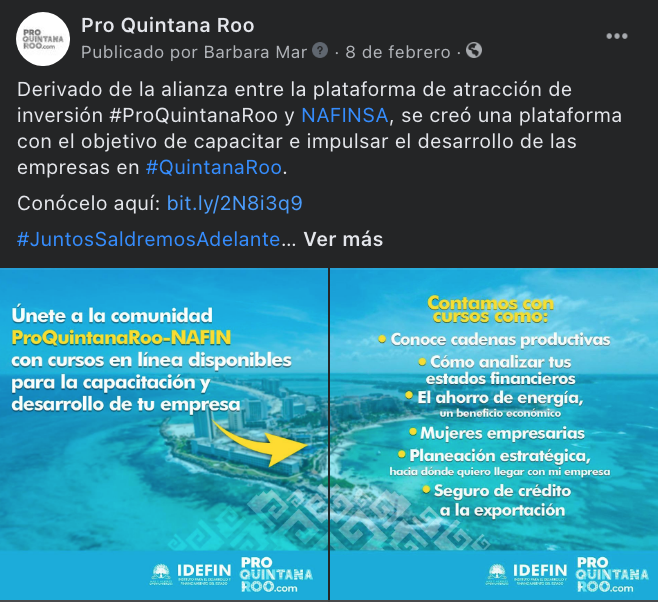 PRO
QUINTANA
ROO.com
Pro Quintana Roo
Publicado por Barbara Mar ? · 8 de febrero ·
Derivado de la alianza entre la plataforma de atracción de
inversión #ProQuintanaRoo y NAFINSA, se creó una plataforma
con el objetivo de capacitar e impulsar el desarrollo de las
empresas en #QuintanaRoo.
Conócelo aquí: bit.ly/2N8i3q9
#JuntosSaldremosAdelante... Ver más
Únete a la comunidad
ProQuintanaRoo-NAFIN
con cursos en línea disponibles
para la capacitación y
desarrollo de tu empresa
IDEFIN
PRO
QUINTANA
ROO.com
Contamos con
cursos como:
• Conoce cadenas productivas
• Cómo analizar tus
estados financieros
• El ahorro de energía,
un beneficio económico
• Mujeres empresarias
• Planeación estratégica,
hacia dónde quiero llegar con mi empresa
• Seguro de crédito
a la exportación
IDEFIN
PRO
QUINTANA
ROO.com